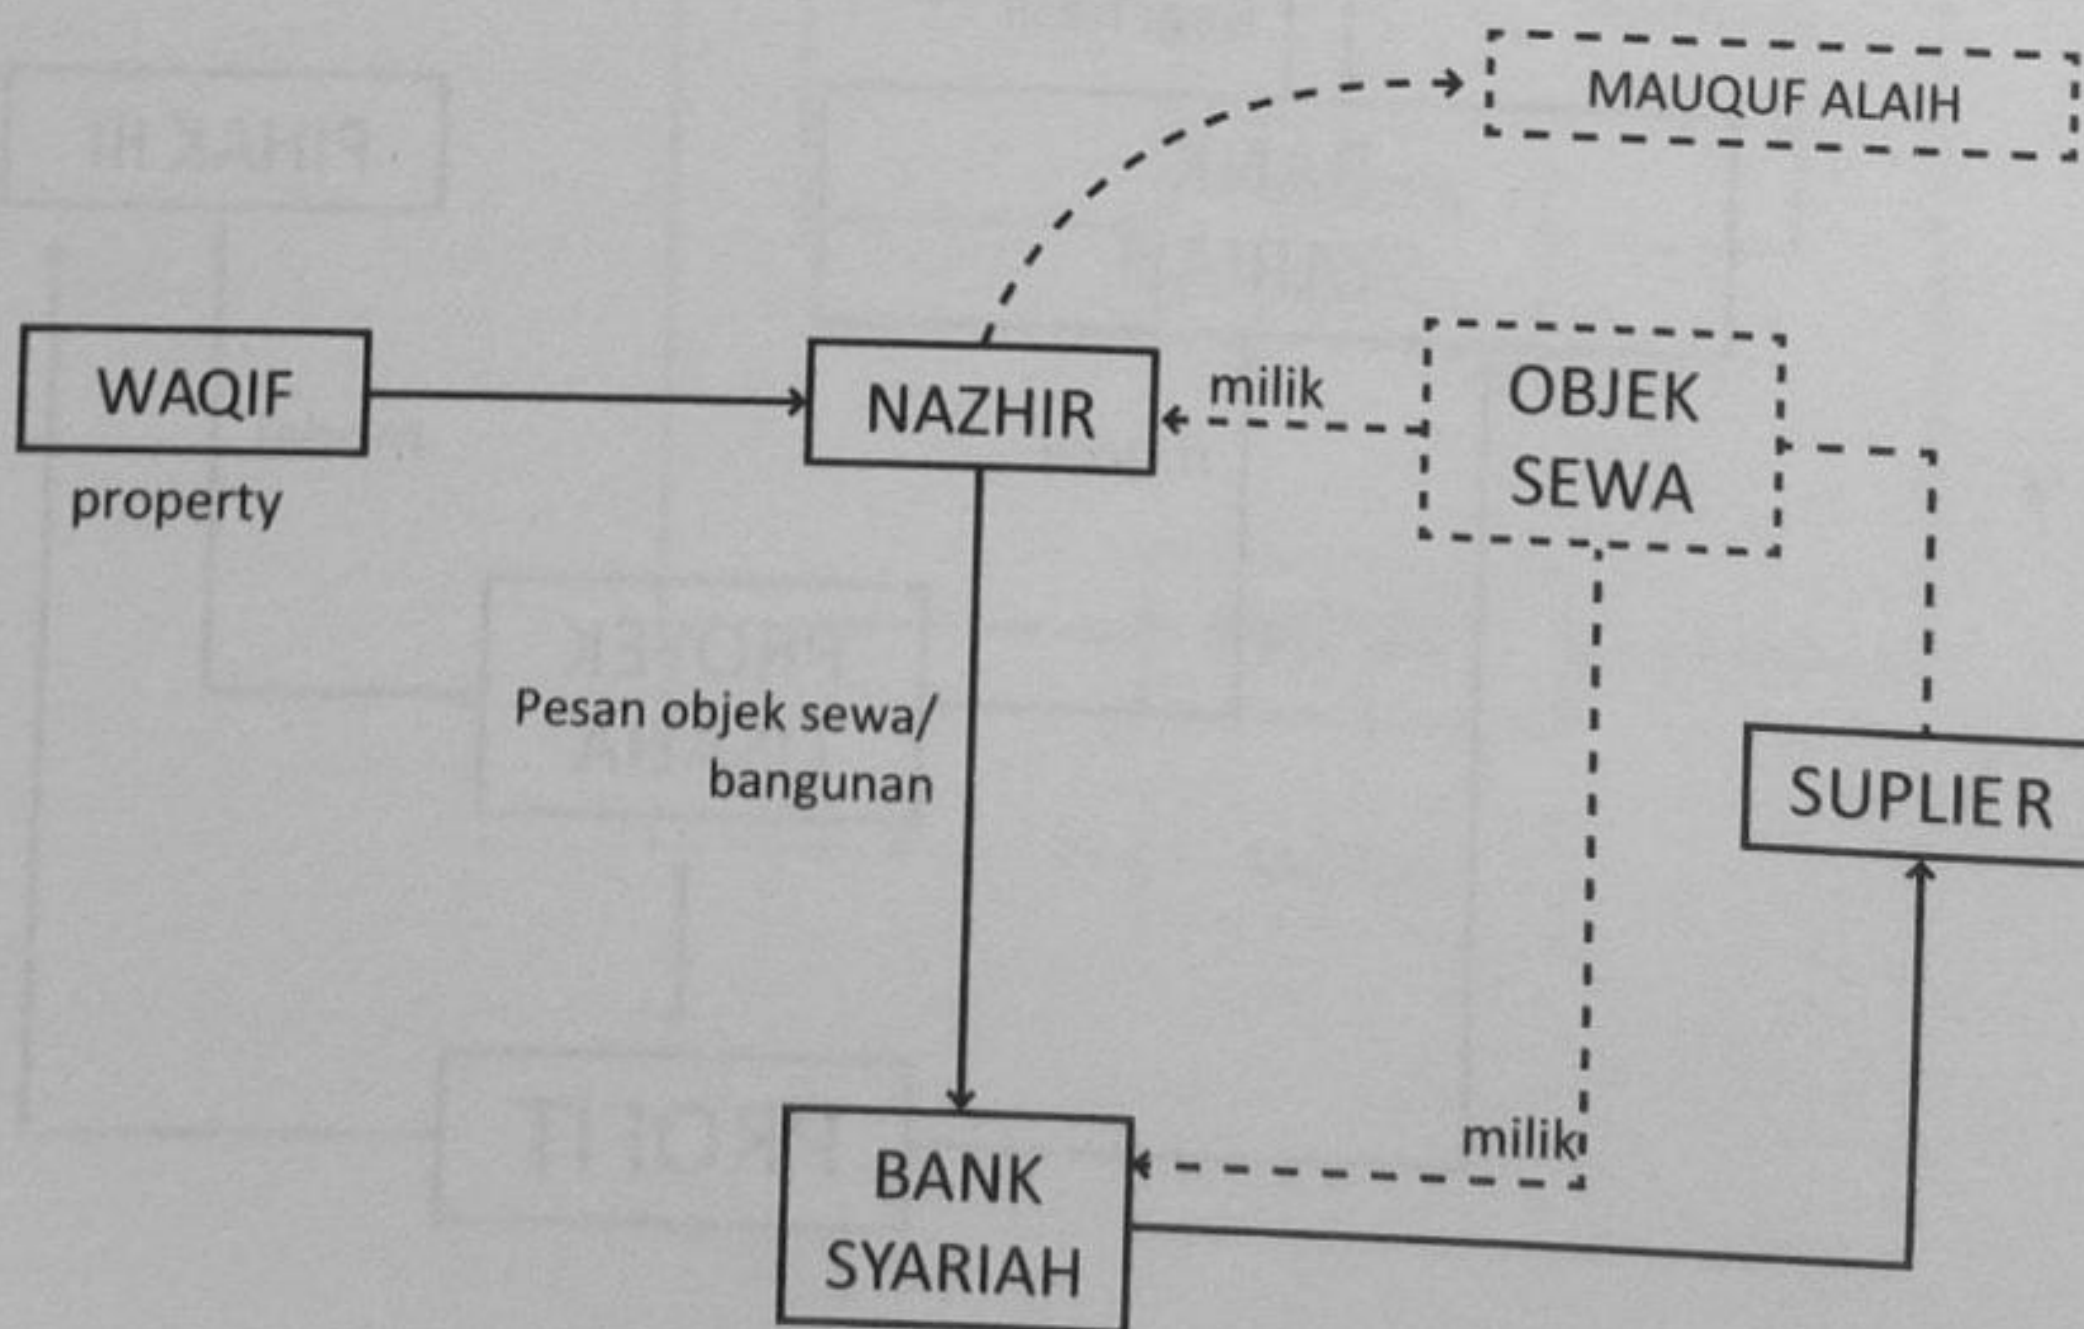 MAUQUF ALAIH
WAQIF
property
NAZHIR
milik
OBJEK
SEWA
Pesan objek sewa/
bangunan
SUPLIER
milik
BANK
SYARIAH